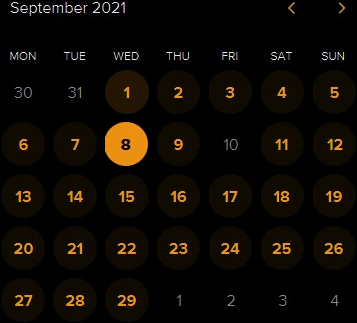 September 2021
MON TUE WED THU FRI SAT SUN
30 31 1 2 3 4 5
6 7 8 9 10 11 12
13 14 15 16 17 18 19
20 21 22 23 24 25 26
27 28 29 1 2 3 4